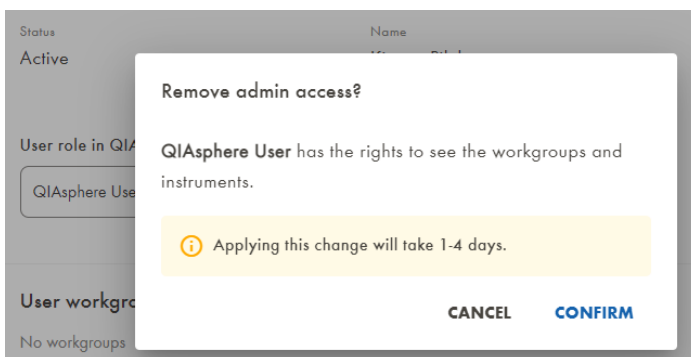 Status
Name
Active
Remove admin access?
User role in QIA
QIAsphere User has the rights to see the workgroups and
instruments.
QIAsphere Use
Applying this change will take 1-4 days.
User workgro
CANCEL
CONFIRM
No workgroups